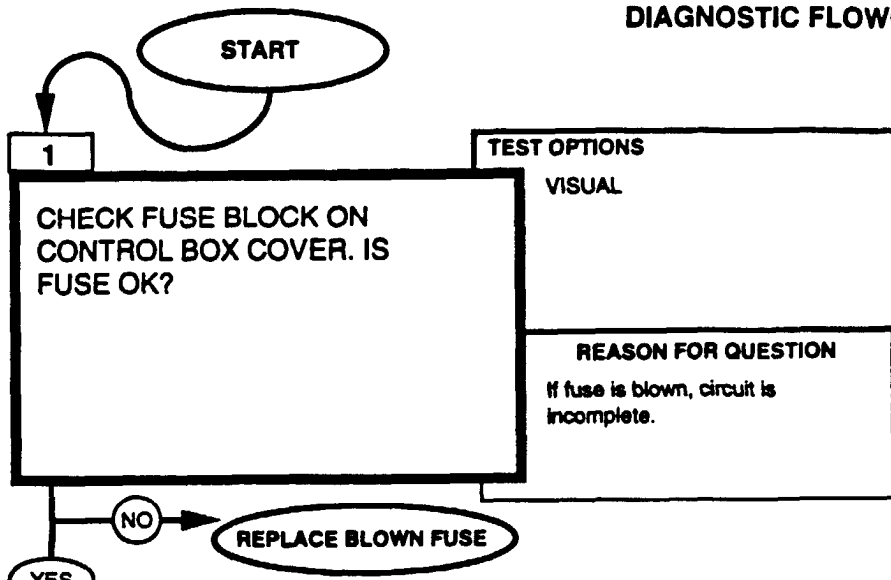 DIAGNOSTIC FLOW
START
1
TEST OPTIONS
VISUAL
CHECK FUSE BLOCK ON
CONTROL BOX COVER. IS
FUSE OK?
REASON FOR QUESTION
If fuse is blown, circuit is
incomplete.
NO
REPLACE BLOWN FUSE
YES